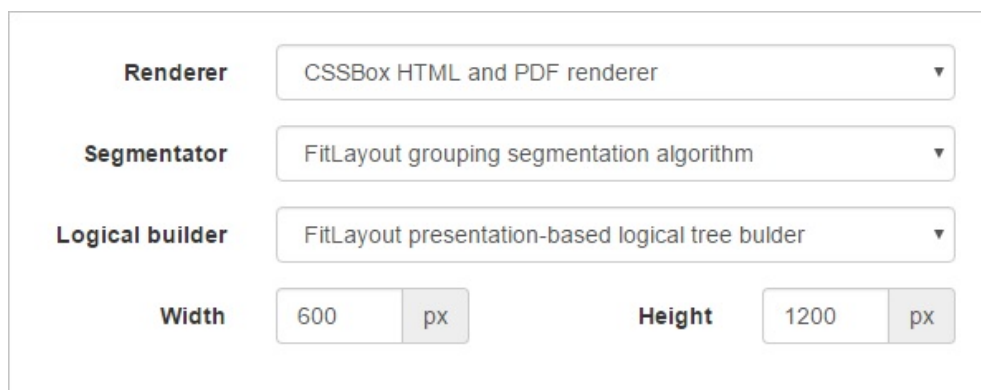 Renderer CSSBox HTML and PDF renderer
Segmentator FitLayout grouping segmentation algorithm
Logical builder FitLayout presentation-based logical tree bulder
Width 600 px Height 1200 px